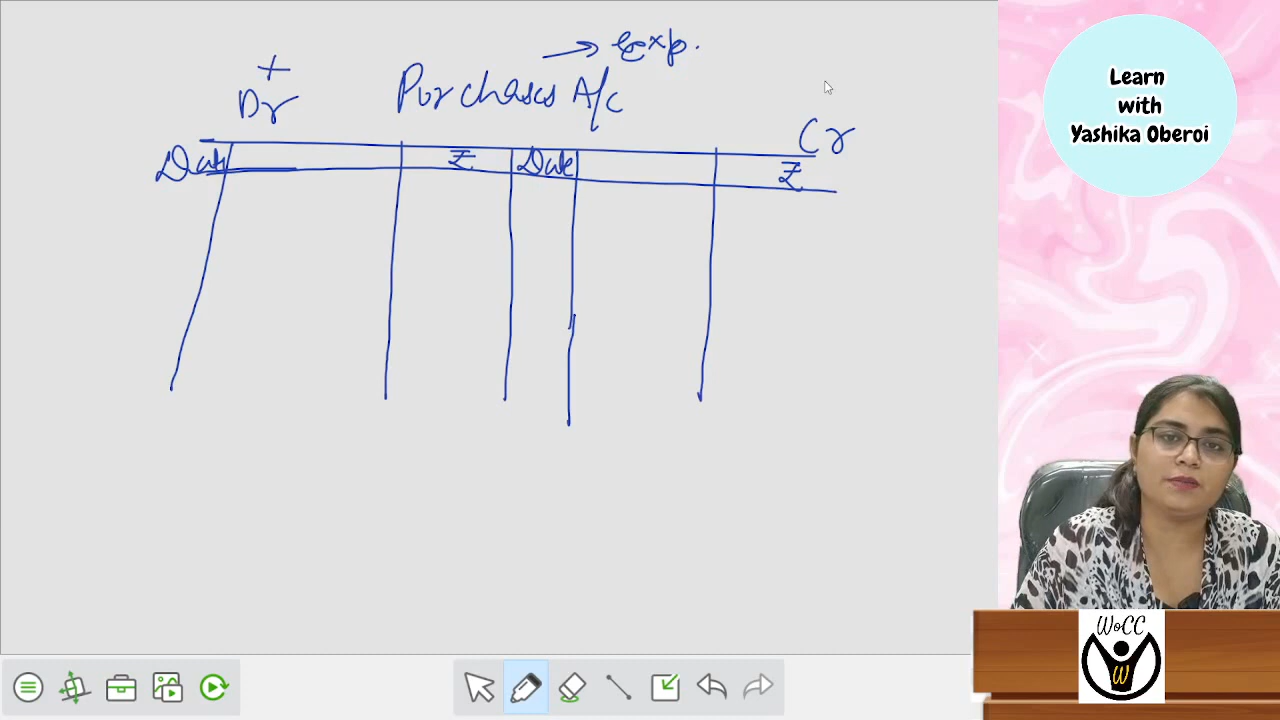 → exp.
+
Dr Purchases A/c Cr
Date ₹ Date ₹
Learn
with
Yashika Oberoi
WoCC
W